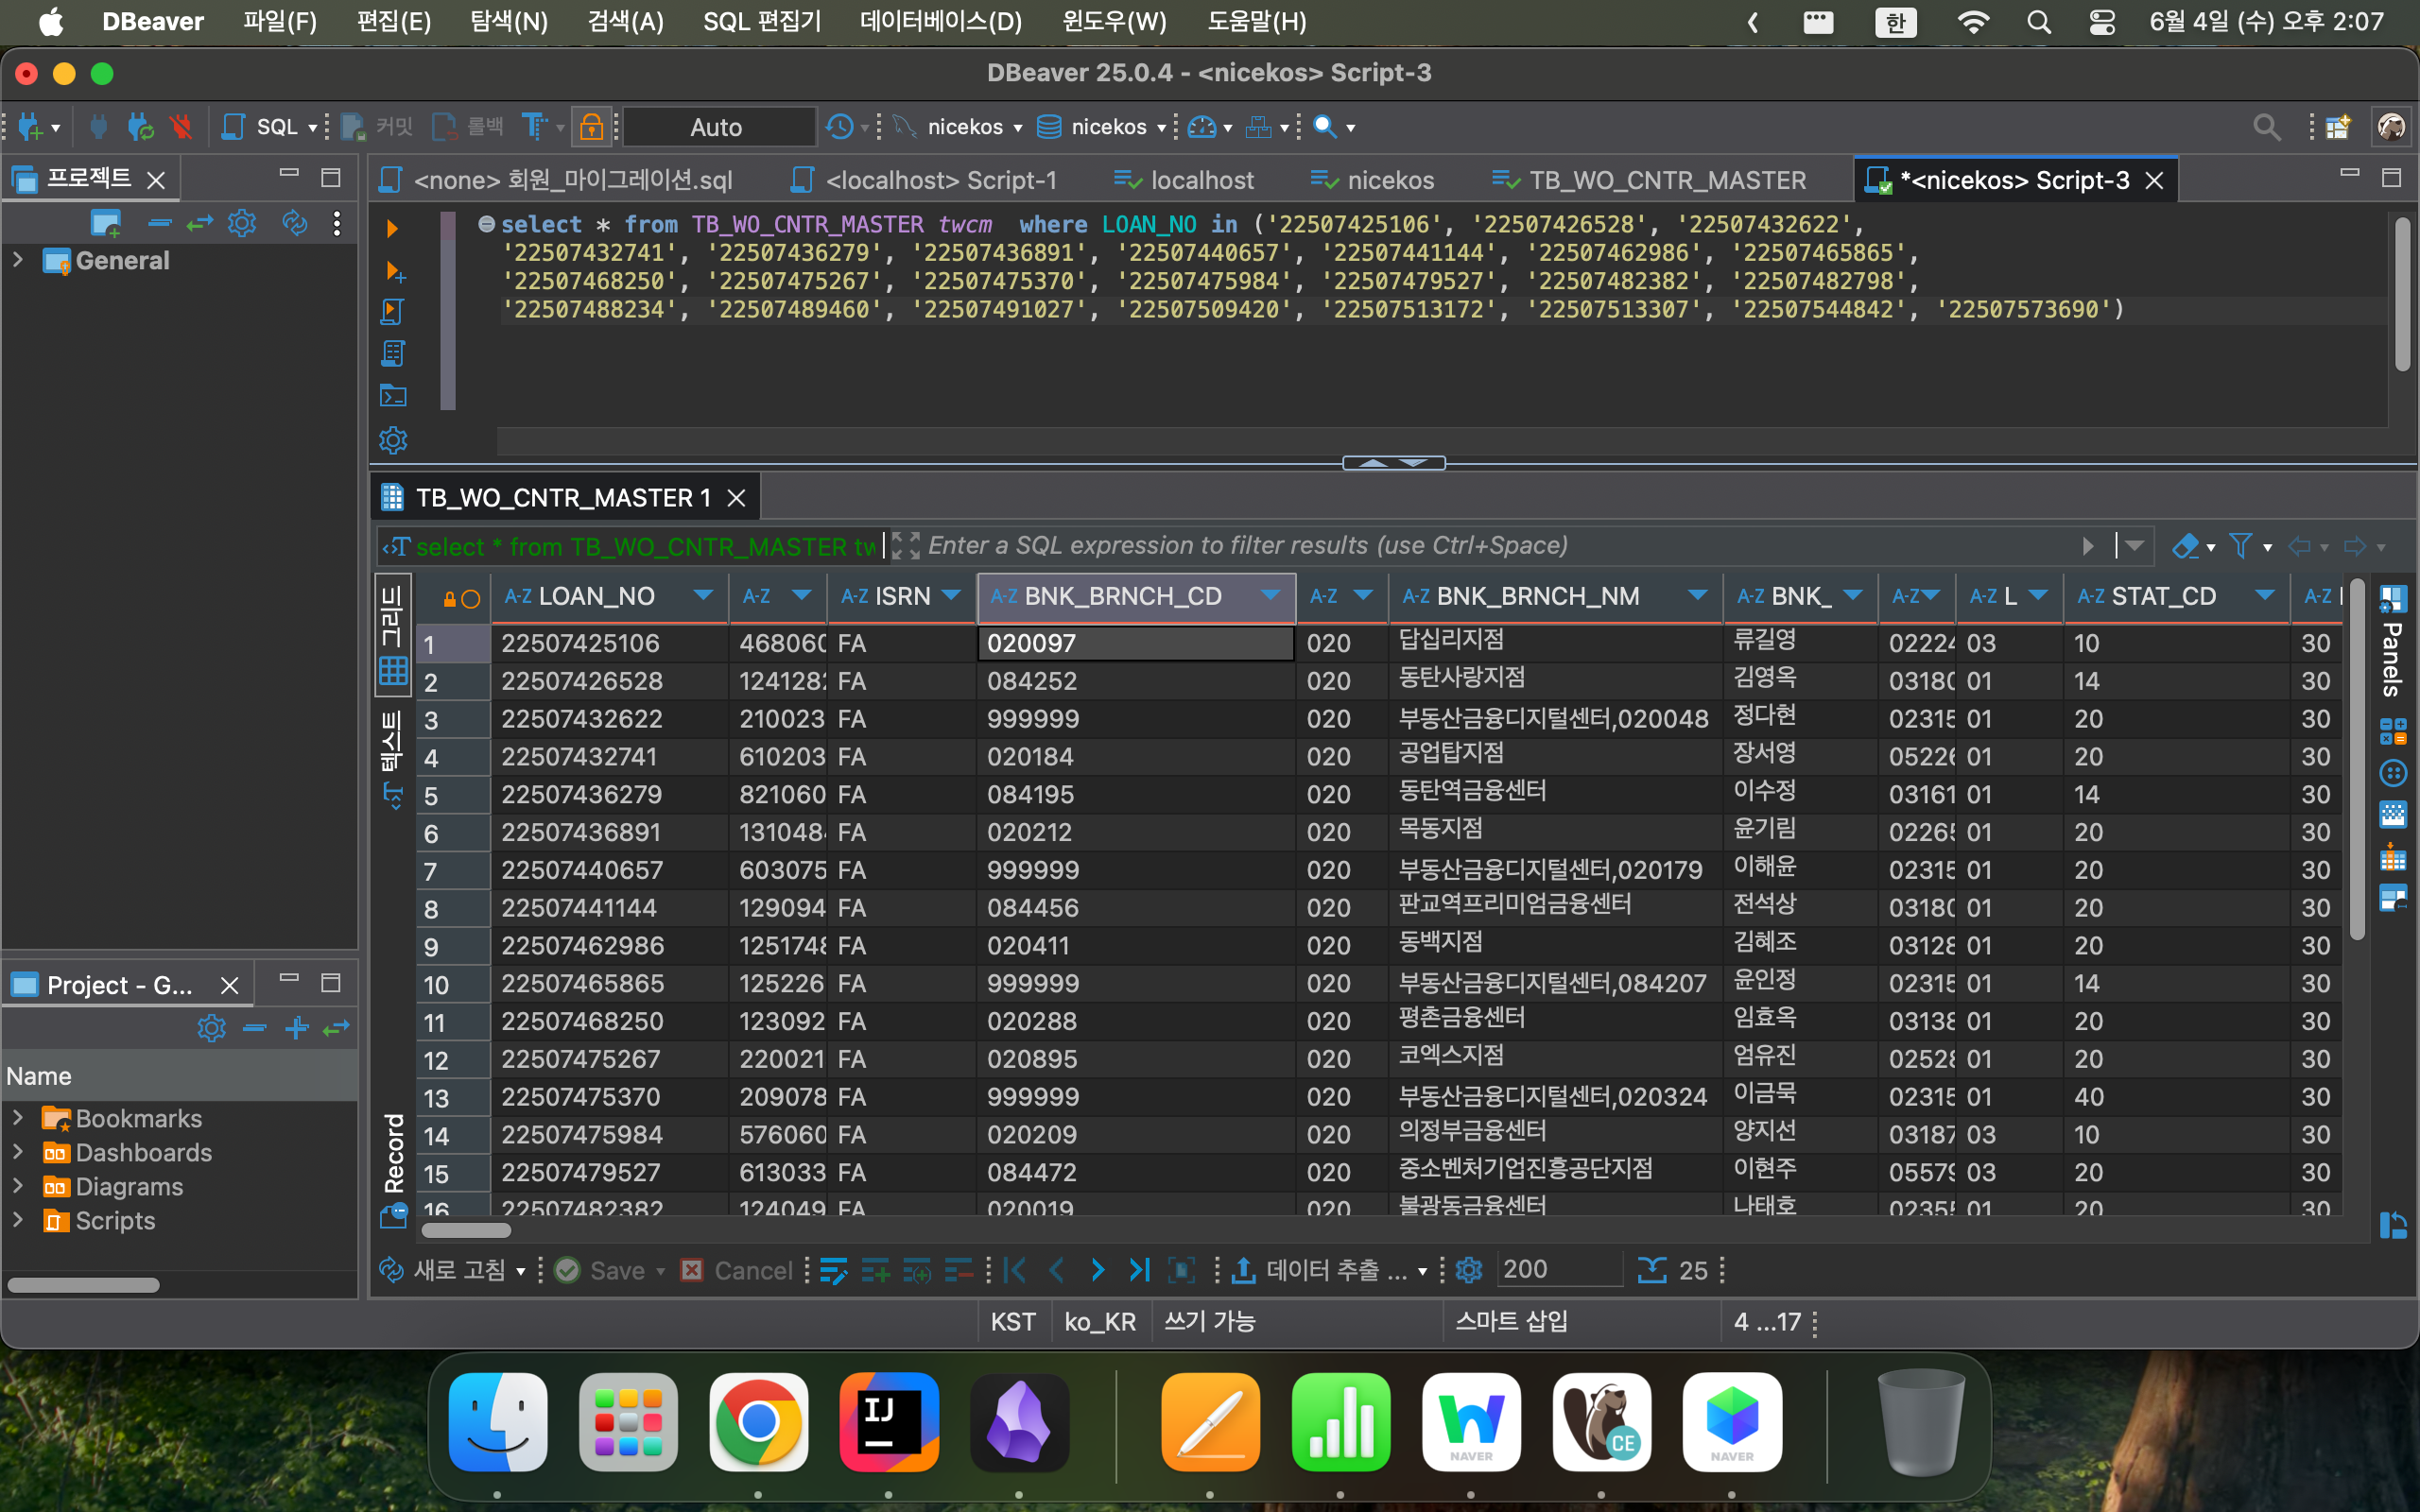 DBeaver 파일(F) 편집(E) 탐색(N) 검색(A) SQL 편집기 데이터베이스(D) 윈도우(W) 도움말(H) 한 6월 4일 (수) 오후 2:07
DBeaver 25.0.4 - <nicekos> Script-3
SQL 커밋 롤백 Auto nicekos nicekos
프로젝트
General
<none> 회원_마이그레이션.sql <localhost> Script-1 localhost nicekos TB_WO_CNTR_MASTER *<nicekos> Script-3
select * from TB_WO_CNTR_MASTER twcm where LOAN_NO in ('22507425106', '22507426528', '22507432622',
'22507432741', '22507436279', '22507436891', '22507440657', '22507441144', '22507462986', '22507465865',
'22507468250', '22507475267', '22507475370', '22507475984', '22507479527', '22507482382', '22507482798',
'22507488234', '22507489460', '22507491027', '22507509420', '22507513172', '22507513307', '22507544842', '22507573690')
TB_WO_CNTR_MASTER 1
select * from TB_WO_CNTR_MASTER tw Enter a SQL expression to filter results (use Ctrl+Space)
그리드
텍스트
Record
A-Z LOAN_NO A-Z A-Z ISRN A-Z BNK_BRNCH_CD A-Z A-Z BNK_BRNCH_NM A-Z BNK_ A-Z A-Z L A-Z STAT_CD A-Z
1 22507425106 468060 FA 020097 020 답십리지점 류길영 02224 03 10 30
2 22507426528 124128 FA 084252 020 동탄사랑지점 김영옥 03180 01 14 30
3 22507432622 210023 FA 999999 020 부동산금융디지털센터,020048 정다현 02315 01 20 30
4 22507432741 610203 FA 020184 020 공업탑지점 장서영 05226 01 20 30
5 22507436279 821060 FA 084195 020 동탄역금융센터 이수정 03161 01 14 30
6 22507436891 131048 FA 020212 020 목동지점 윤기림 02265 01 20 30
7 22507440657 603075 FA 999999 020 부동산금융디지털센터,020179 이해윤 02315 01 20 30
8 22507441144 129094 FA 084456 020 판교역프리미엄금융센터 전석상 03180 01 20 30
9 22507462986 125174 FA 020411 020 동백지점 김혜조 03128 01 20 30
10 22507465865 125226 FA 999999 020 부동산금융디지털센터,084207 윤인정 02315 01 14 30
11 22507468250 123092 FA 020288 020 평촌금융센터 임효옥 03138 01 20 30
12 22507475267 220021 FA 020895 020 코엑스지점 엄유진 02528 01 20 30
13 22507475370 209078 FA 999999 020 부동산금융디지털센터,020324 이금묵 02315 01 40 30
14 22507475984 576060 FA 020209 020 의정부금융센터 양지선 03187 03 10 30
15 22507479527 613033 FA 084472 020 중소벤처기업진흥공단지점 이현주 05579 03 20 30
16 22507482382 124049 FA 020019 020 불광동금융센터 나태호 02355 01 20 30
Panels
Project - G...
Name
Bookmarks
Dashboards
Diagrams
Scripts
새로 고침 Save Cancel 데이터 추출 ... 200 25
KST ko_KR 쓰기 가능 스마트 삽입 4 ...17
IJ
NAVER
CE
NAVER